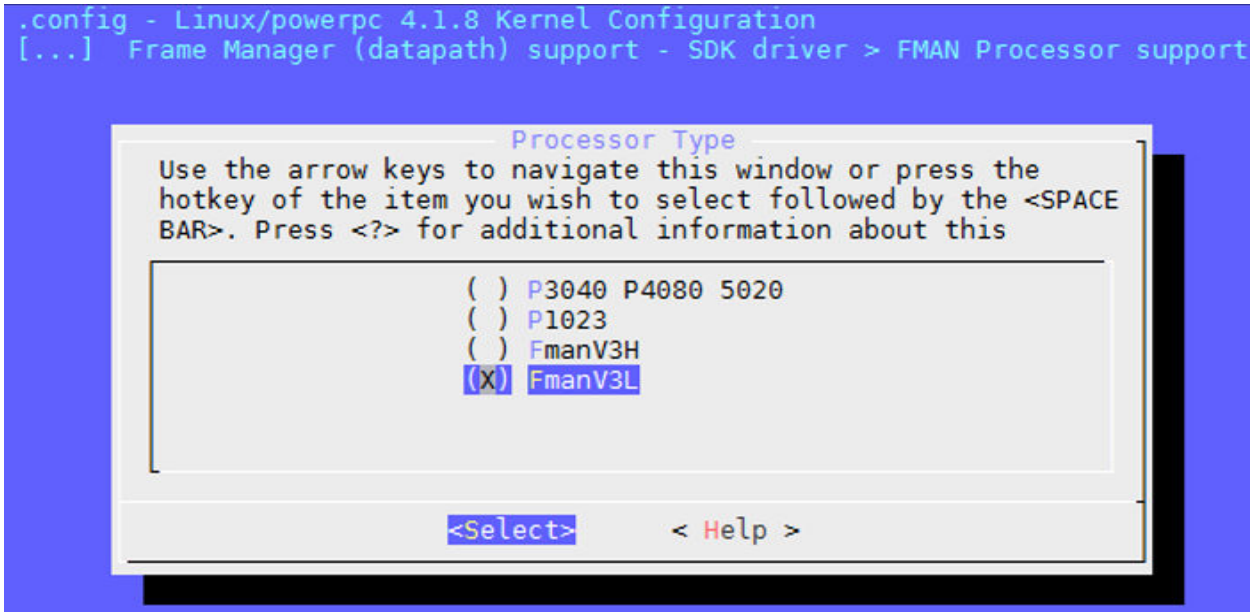 .config - Linux/powerpc 4.1.8 Kernel Configuration
[...] Frame Manager (datapath) support - SDK driver > FMAN Processor support
Processor Type
Use the arrow keys to navigate this window or press the
hotkey of the item you wish to select followed by the <SPACE
BAR>. Press <?> for additional information about this
( ) P3040 P4080 5020
( ) P1023
( ) FmanV3H
(X) FmanV3L
<Select> < Help >